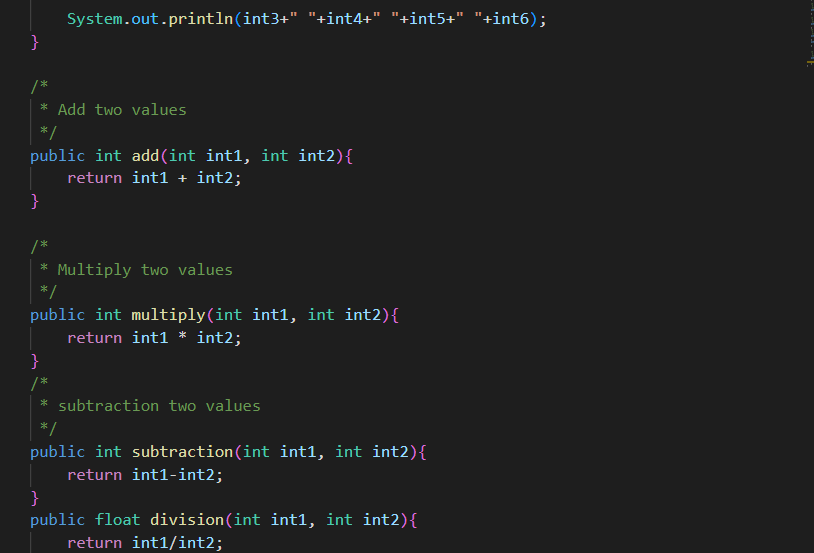 System.out.println(int3+" "+int4+" "+int5+" "+int6);
}
/*
* Add two values
*/
public int add(int int1, int int2){
return int1 + int2;
}
/*
* Multiply two values
*/
public int multiply(int int1, int int2){
return int1 * int2;
}
/*
* subtraction two values
*/
public int subtraction(int int1, int int2){
return int1-int2;
}
public float division(int int1, int int2){
return int1/int2;